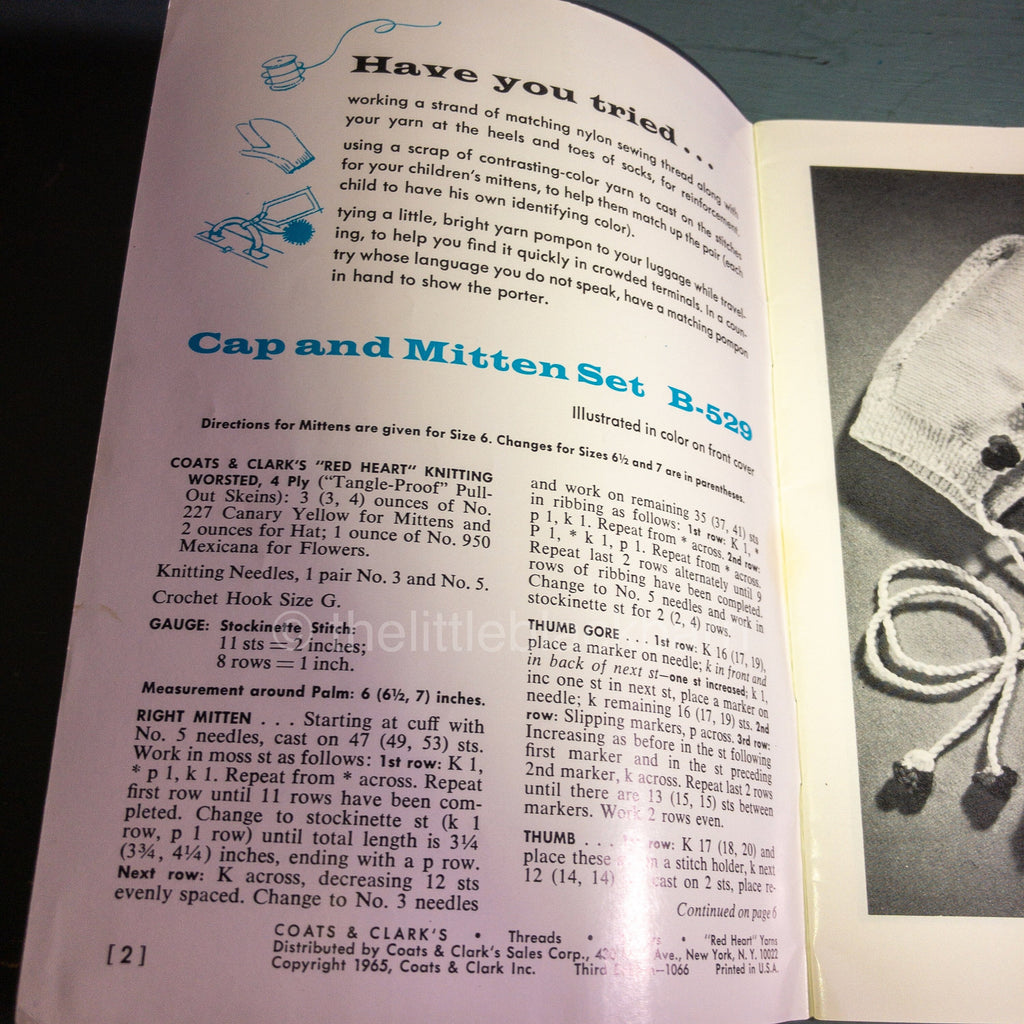 Have you tried . . .
working a strand of matching nylon sewing thread along with
your yarn at the heels and toes of socks, for reinforcement.
using a scrap of contrasting-color yarn to cast on the stitches
for your children's mittens, to help them match up the pair (each
child to have his own identifying color).
tying a little, bright yarn pompon to your luggage while travel-
ing, to help you find it quickly in crowded terminals. In a coun-
try whose language you do not speak, have a matching pompon
in hand to show the porter.
Cap and Mitten Set B-529
Illustrated in color on front cover
Directions for Mittens are given for Size 6. Changes for Sizes 6½ and 7 are in parentheses.
COATS & CLARK'S "RED HEART" KNITTING
WORSTED, 4 Ply ("Tangle-Proof" Pull-
Out Skeins): 3 (3, 4) ounces of No.
227 Canary Yellow for Mittens and
2 ounces for Hat; 1 ounce of No. 950
Mexicana for Flowers.
Knitting Needles, 1 pair No. 3 and No. 5.
Crochet Hook Size G.
GAUGE: Stockinette Stitch:
11 sts = 2 inches;
8 rows = 1 inch.
Measurement around Palm: 6 (6½, 7) inches.
RIGHT MITTEN . . . Starting at cuff with
No. 5 needles, cast on 47 (49, 53) sts.
Work in moss st as follows: 1st row: K 1,
* p 1, k 1. Repeat from * across. Repeat
first row until 11 rows have been com-
pleted. Change to stockinette st (k 1
row, p 1 row) until total length is 3¼
(3¾, 4¼) inches, ending with a p row.
Next row: K across, decreasing 12 sts
evenly spaced. Change to No. 3 needles
and work on remaining 35 (37, 41) sts
in ribbing as follows: 1st row: K 1, *
p 1, k 1. Repeat from * across. 2nd row:
P 1, * k 1, p 1. Repeat from * across.
Repeat last 2 rows alternately until 9
rows of ribbing have been completed.
Change to No. 5 needles and work in
stockinette st for 2 (2, 4) rows.
THUMB GORE . . . 1st row: K 16 (17, 19),
place a marker on needle; k in front and
in back of next st—one st increased; k 1,
inc one st in next st, place a marker on
needle; k remaining 16 (17, 19) sts. 2nd
row: Slipping markers, p across. 3rd row:
Increasing as before in the st following
first marker and in the st preceding
2nd marker, k across. Repeat last 2 rows
until there are 13 (15, 15) sts between
markers. Work 2 rows even.
THUMB . . . row: K 17 (18, 20) and
place these a stitch holder, k next
12 (14, 14) cast on 2 sts, place re-
Continued on page 6
COATS & CLARK'S • Threads • • "Red Heart" Yarns
Distributed by Coats & Clark's Sales Corp., Ave., New York, N. Y. 10022
Copyright 1965, Coats & Clark Inc. Third 1066 Printed in U.S.A.
[2]